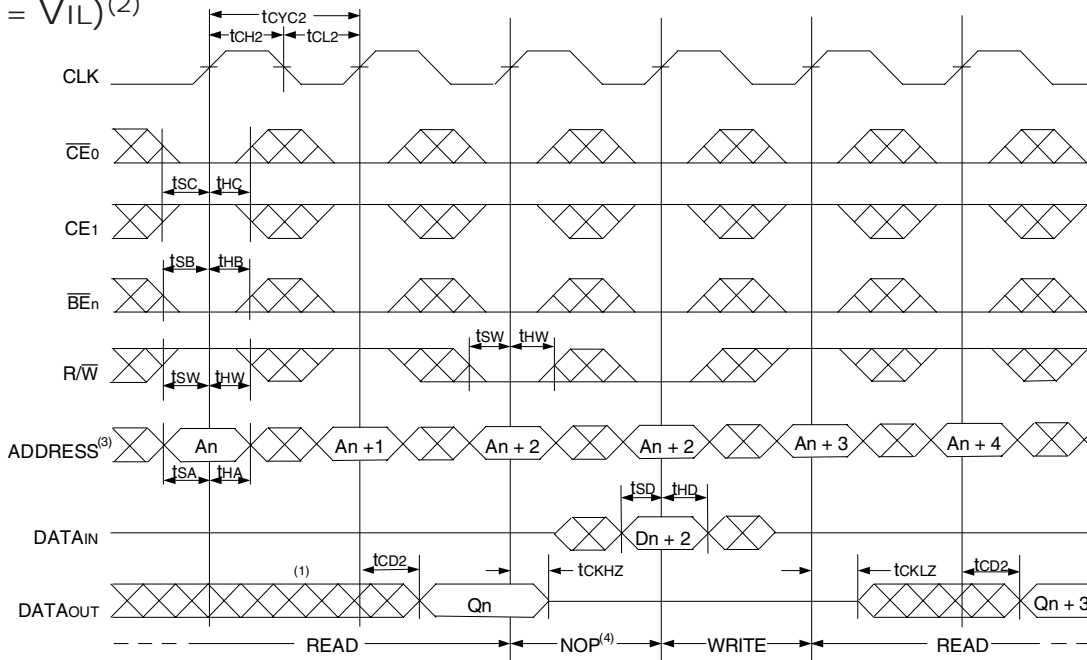 = VIL)(2)
tCYC2
tCH2 tCL2
CLK
CE0
tSC tHC
CE1
tSB tHB
BEn
tSW tHW
R/W
tSW tHW
ADDRESS(3) An An +1 An + 2 An + 2 An + 3 An + 4
tSA tHA
tSD tHD
DATAIN Dn + 2
(1) tCD2 tCKHZ tCKLZ tCD2
DATAOUT Qn Qn + 3
READ NOP(4) WRITE READ